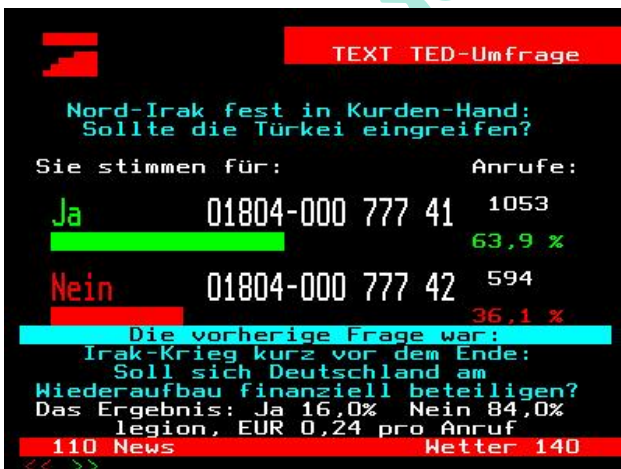 TEXT TED-Umfrage
Nord-Irak fest in Kurden-Hand:
Sollte die Türkei eingreifen?
Sie stimmen für: Anrufe:
Ja 01804-000 777 41 1053
63,9 %
Nein 01804-000 777 42 594
36,1 %
Die vorherige Frage war:
Irak-Krieg kurz vor dem Ende:
Soll sich Deutschland am
Wiederaufbau finanziell beteiligen?
Das Ergebnis: Ja 16,0% Nein 84,0%
legion, EUR 0,24 pro Anruf
110 News Wetter 140
<< >>